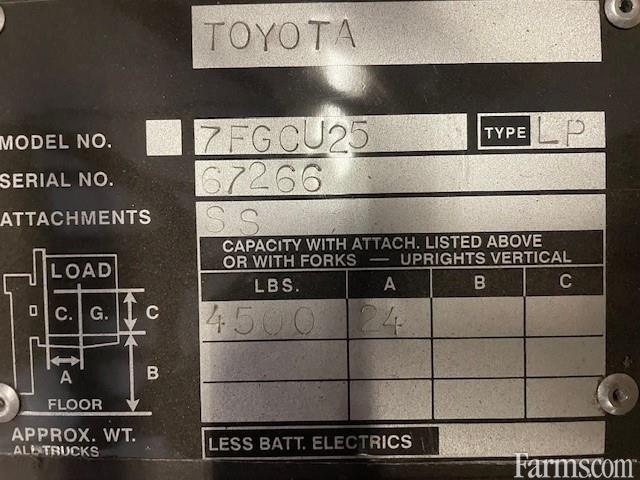 TOYOTA
MODEL NO. 7FGCU25 TYPE LP
SERIAL NO. 67266
ATTACHMENTS SS
CAPACITY WITH ATTACH. LISTED ABOVE
OR WITH FORKS — UPRIGHTS VERTICAL
LBS. A B C
4500 24
LOAD
C. G. C
A B
FLOOR
APPROX. WT.
ALL TRUCKS
LESS BATT. ELECTRICS
Farms.com